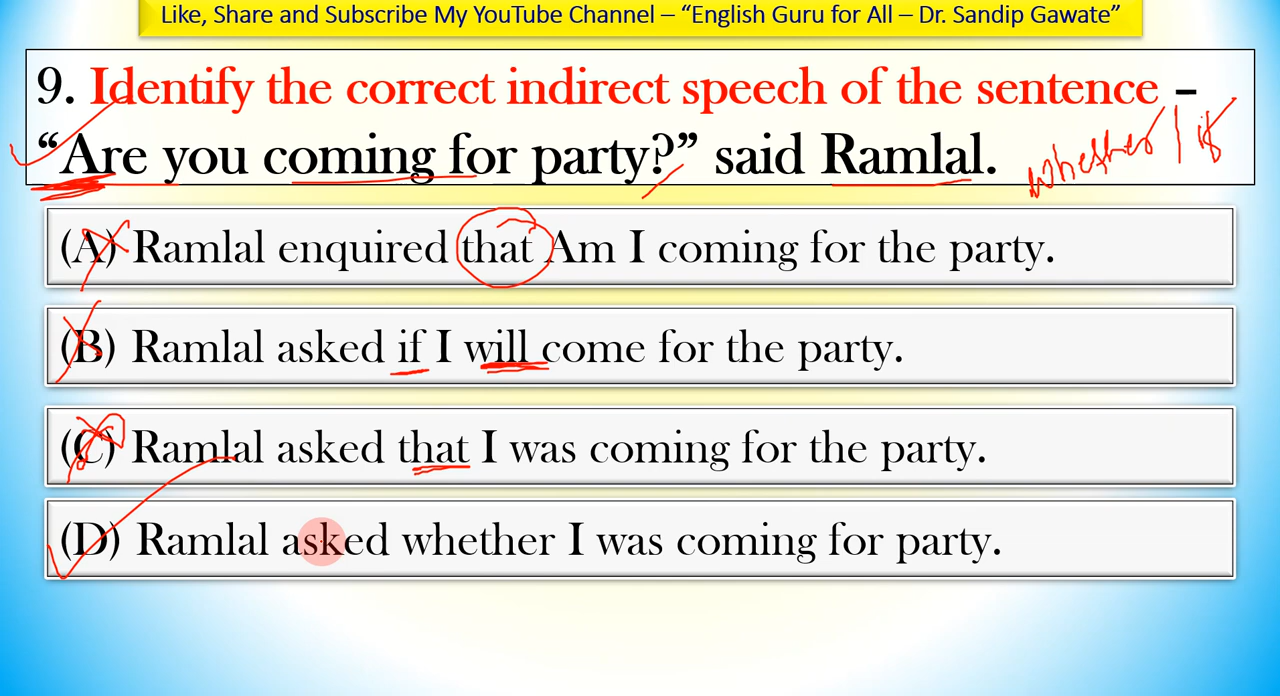 Like, Share and Subscribe My YouTube Channel – “English Guru for All – Dr. Sandip Gawate”
9. Identify the correct indirect speech of the sentence –
“Are you coming for party?” said Ramlal.
whether / if
(A) Ramlal enquired that Am I coming for the party.
(B) Ramlal asked if I will come for the party.
(C) Ramlal asked that I was coming for the party.
(D) Ramlal asked whether I was coming for party.